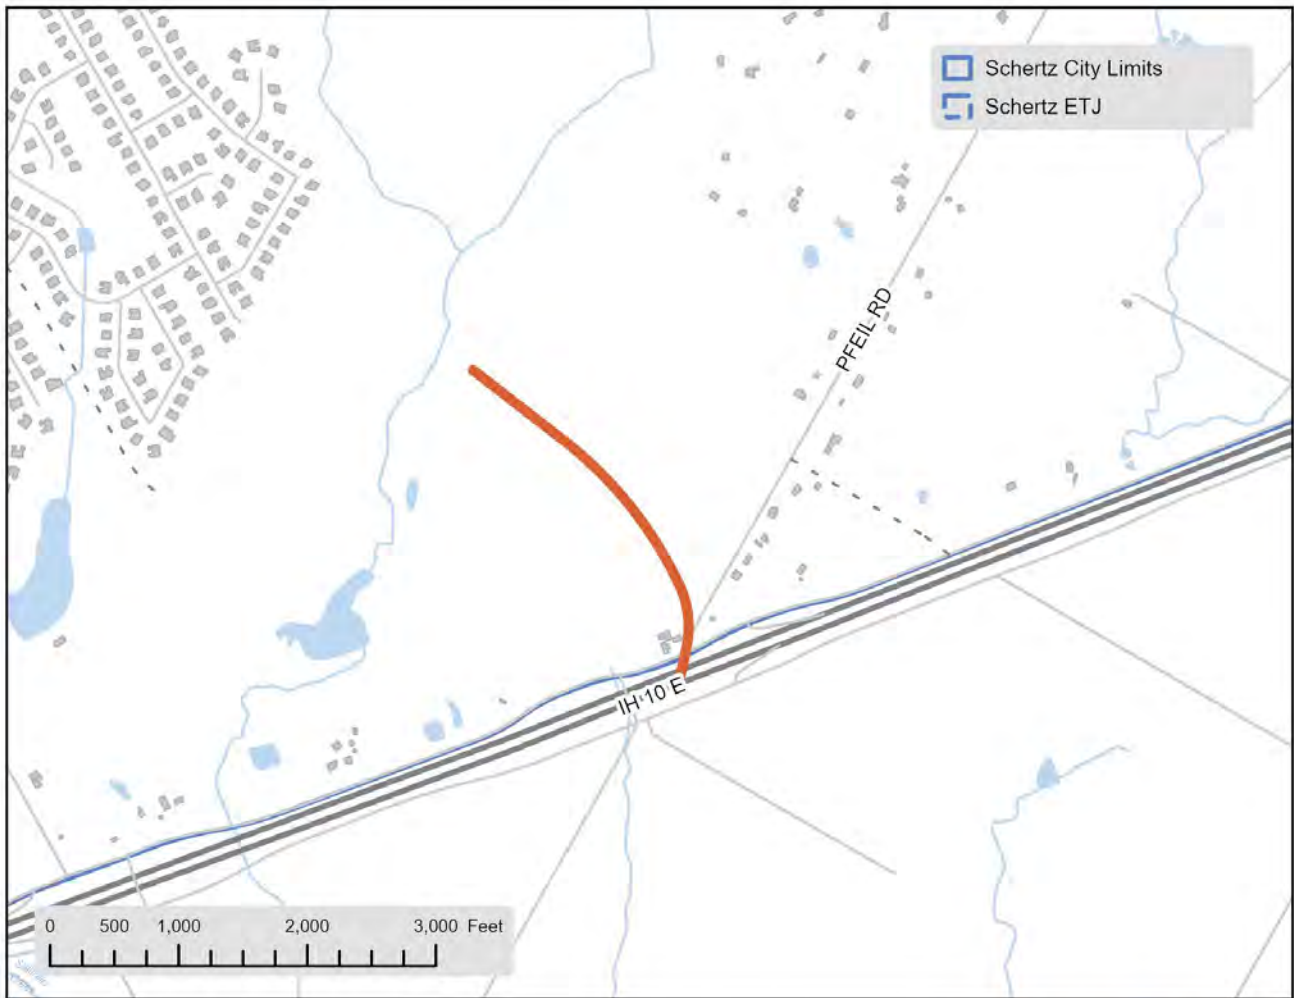 Schertz City Limits
Schertz ETJ
PFEIL RD
IH 10 E
0 500 1,000 2,000 3,000 Feet